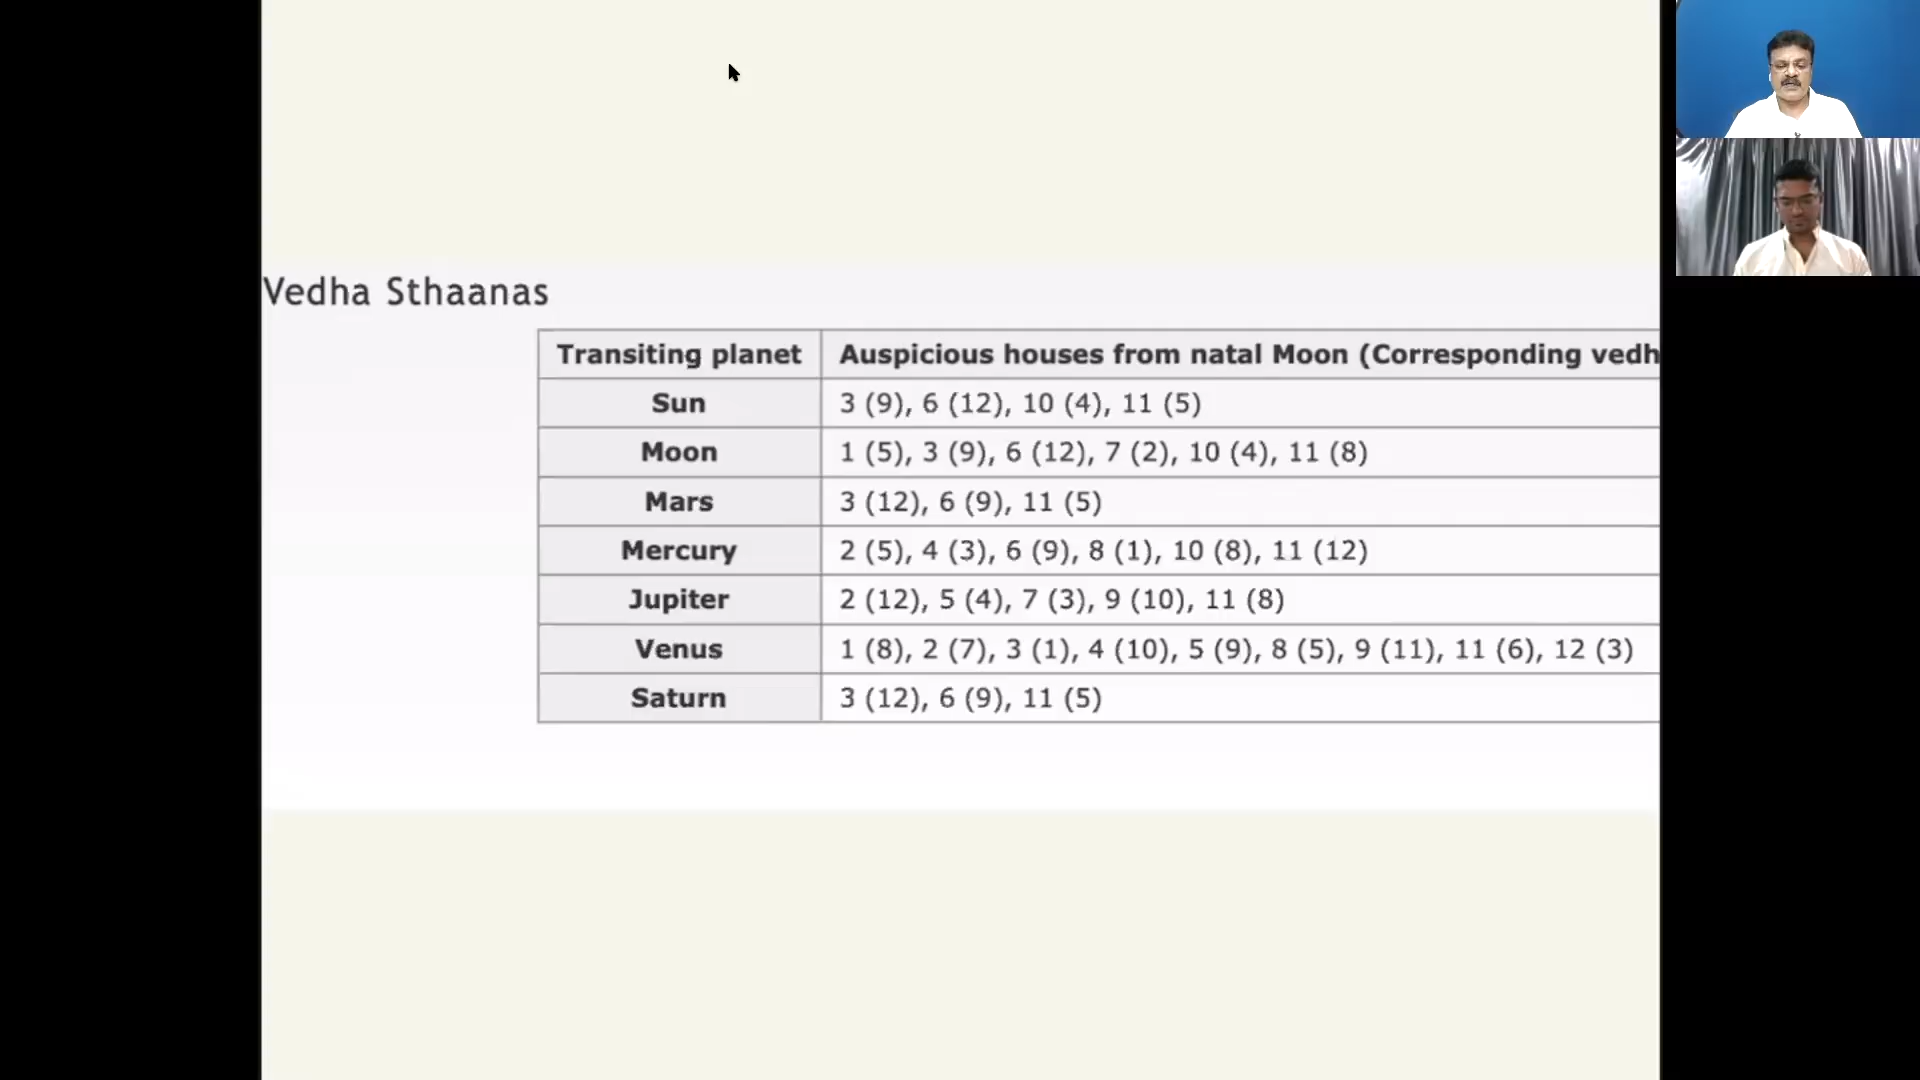 Vedha Sthaanas
Transiting planet Auspicious houses from natal Moon (Corresponding vedh
Sun 3 (9), 6 (12), 10 (4), 11 (5)
Moon 1 (5), 3 (9), 6 (12), 7 (2), 10 (4), 11 (8)
Mars 3 (12), 6 (9), 11 (5)
Mercury 2 (5), 4 (3), 6 (9), 8 (1), 10 (8), 11 (12)
Jupiter 2 (12), 5 (4), 7 (3), 9 (10), 11 (8)
Venus 1 (8), 2 (7), 3 (1), 4 (10), 5 (9), 8 (5), 9 (11), 11 (6), 12 (3)
Saturn 3 (12), 6 (9), 11 (5)